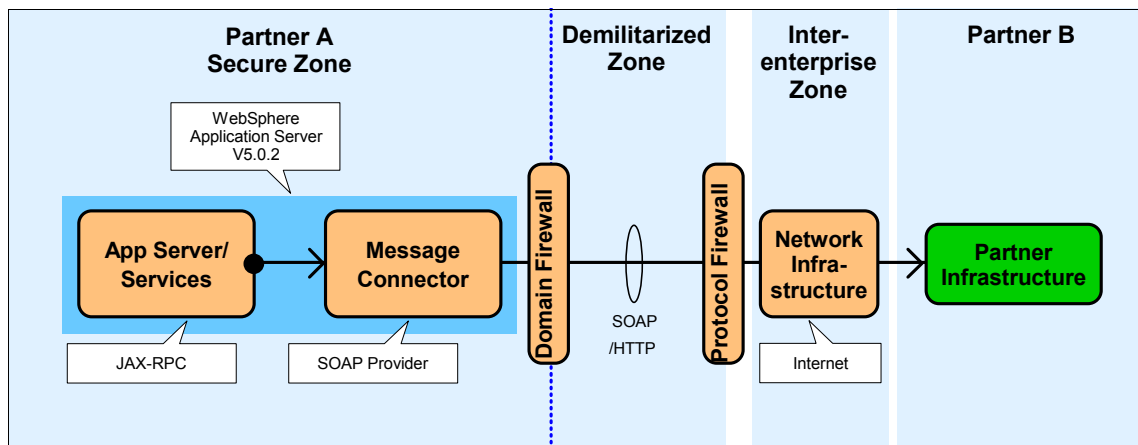 Partner A
Secure Zone
Demilitarized
Zone
Inter-
enterprise
Zone
Partner B
WebSphere
Application Server
V5.0.2
App Server/
Services
Message
Connector
Domain Firewall
SOAP
/HTTP
Protocol Firewall
Network
Infra-
structure
Partner
Infrastructure
JAX-RPC
SOAP Provider
Internet